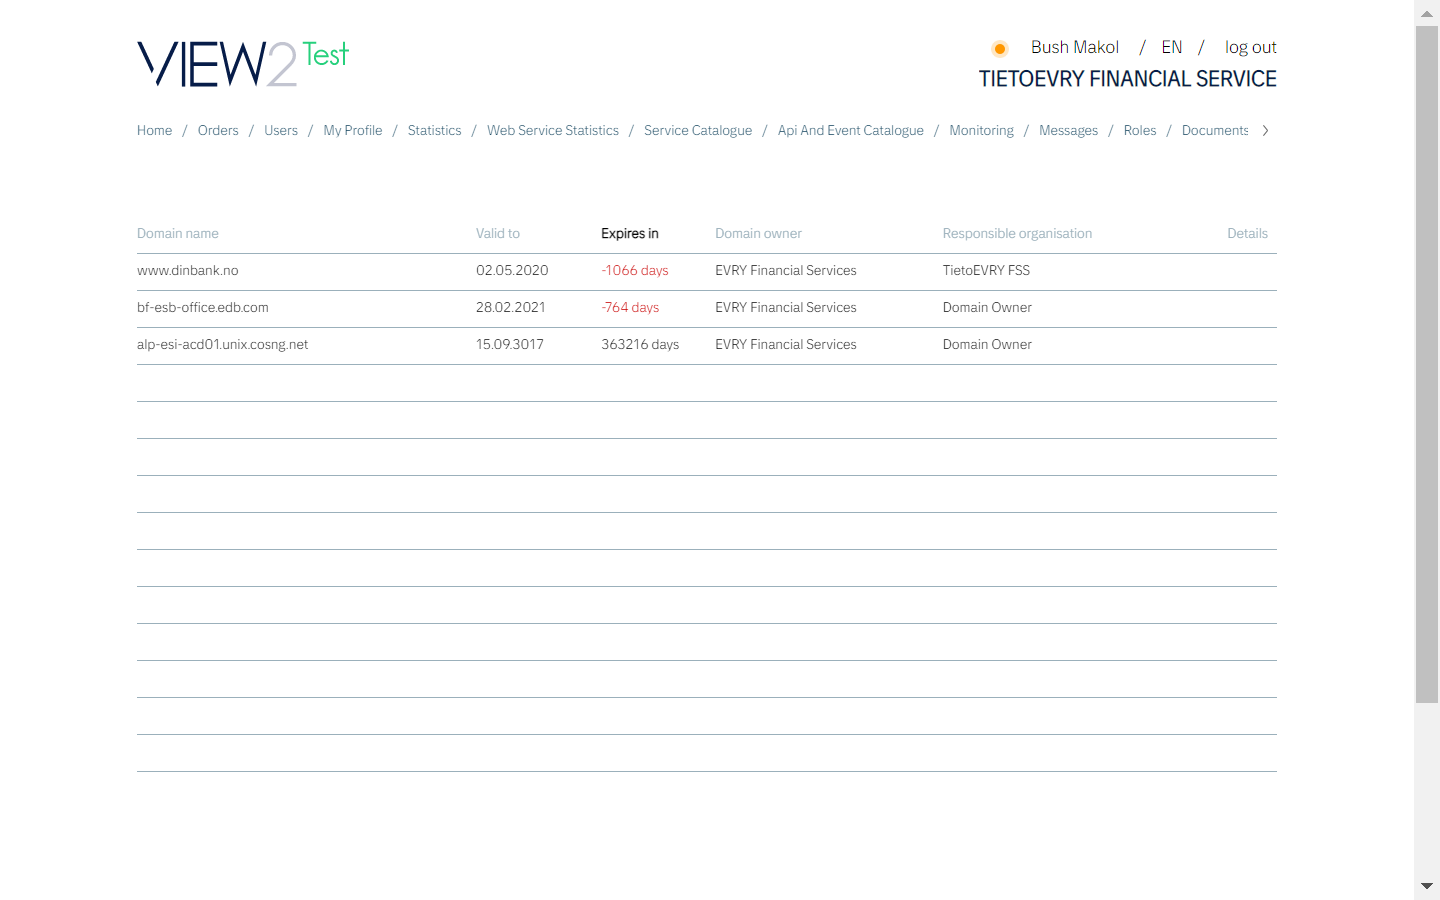 VIEW2 Test
Bush Makol / EN / log out
TIETOEVRY FINANCIAL SERVICE
Home / Orders / Users / My Profile / Statistics / Web Service Statistics / Service Catalogue / Api And Event Catalogue / Monitoring / Messages / Roles / Documents
Domain name Valid to Expires in Domain owner Responsible organisation Details
www.dinbank.no 02.05.2020 -1066 days EVRY Financial Services TietoEVRY FSS
bf-esb-office.edb.com 28.02.2021 -764 days EVRY Financial Services Domain Owner
alp-esi-acd01.unix.cosng.net 15.09.3017 363216 days EVRY Financial Services Domain Owner